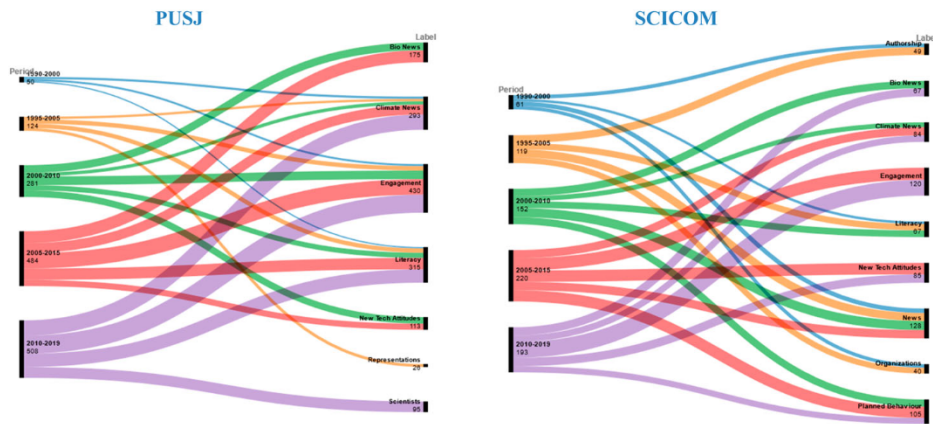 PUSJ
Period
1990-2000
50
1995-2005
124
2000-2010
281
2005-2015
484
2010-2019
508
Label
Bio News
175
Climate News
293
Engagement
430
Literacy
315
New Tech Attitudes
113
Representations
28
Scientists
95
SCICOM
Period
1990-2000
61
1995-2005
119
2000-2010
152
2005-2015
220
2010-2019
193
Authorship
49
Bio News
67
Climate News
84
Engagement
120
Literacy
67
New Tech Attitudes
85
News
128
Organizations
40
Planned Behaviour
105